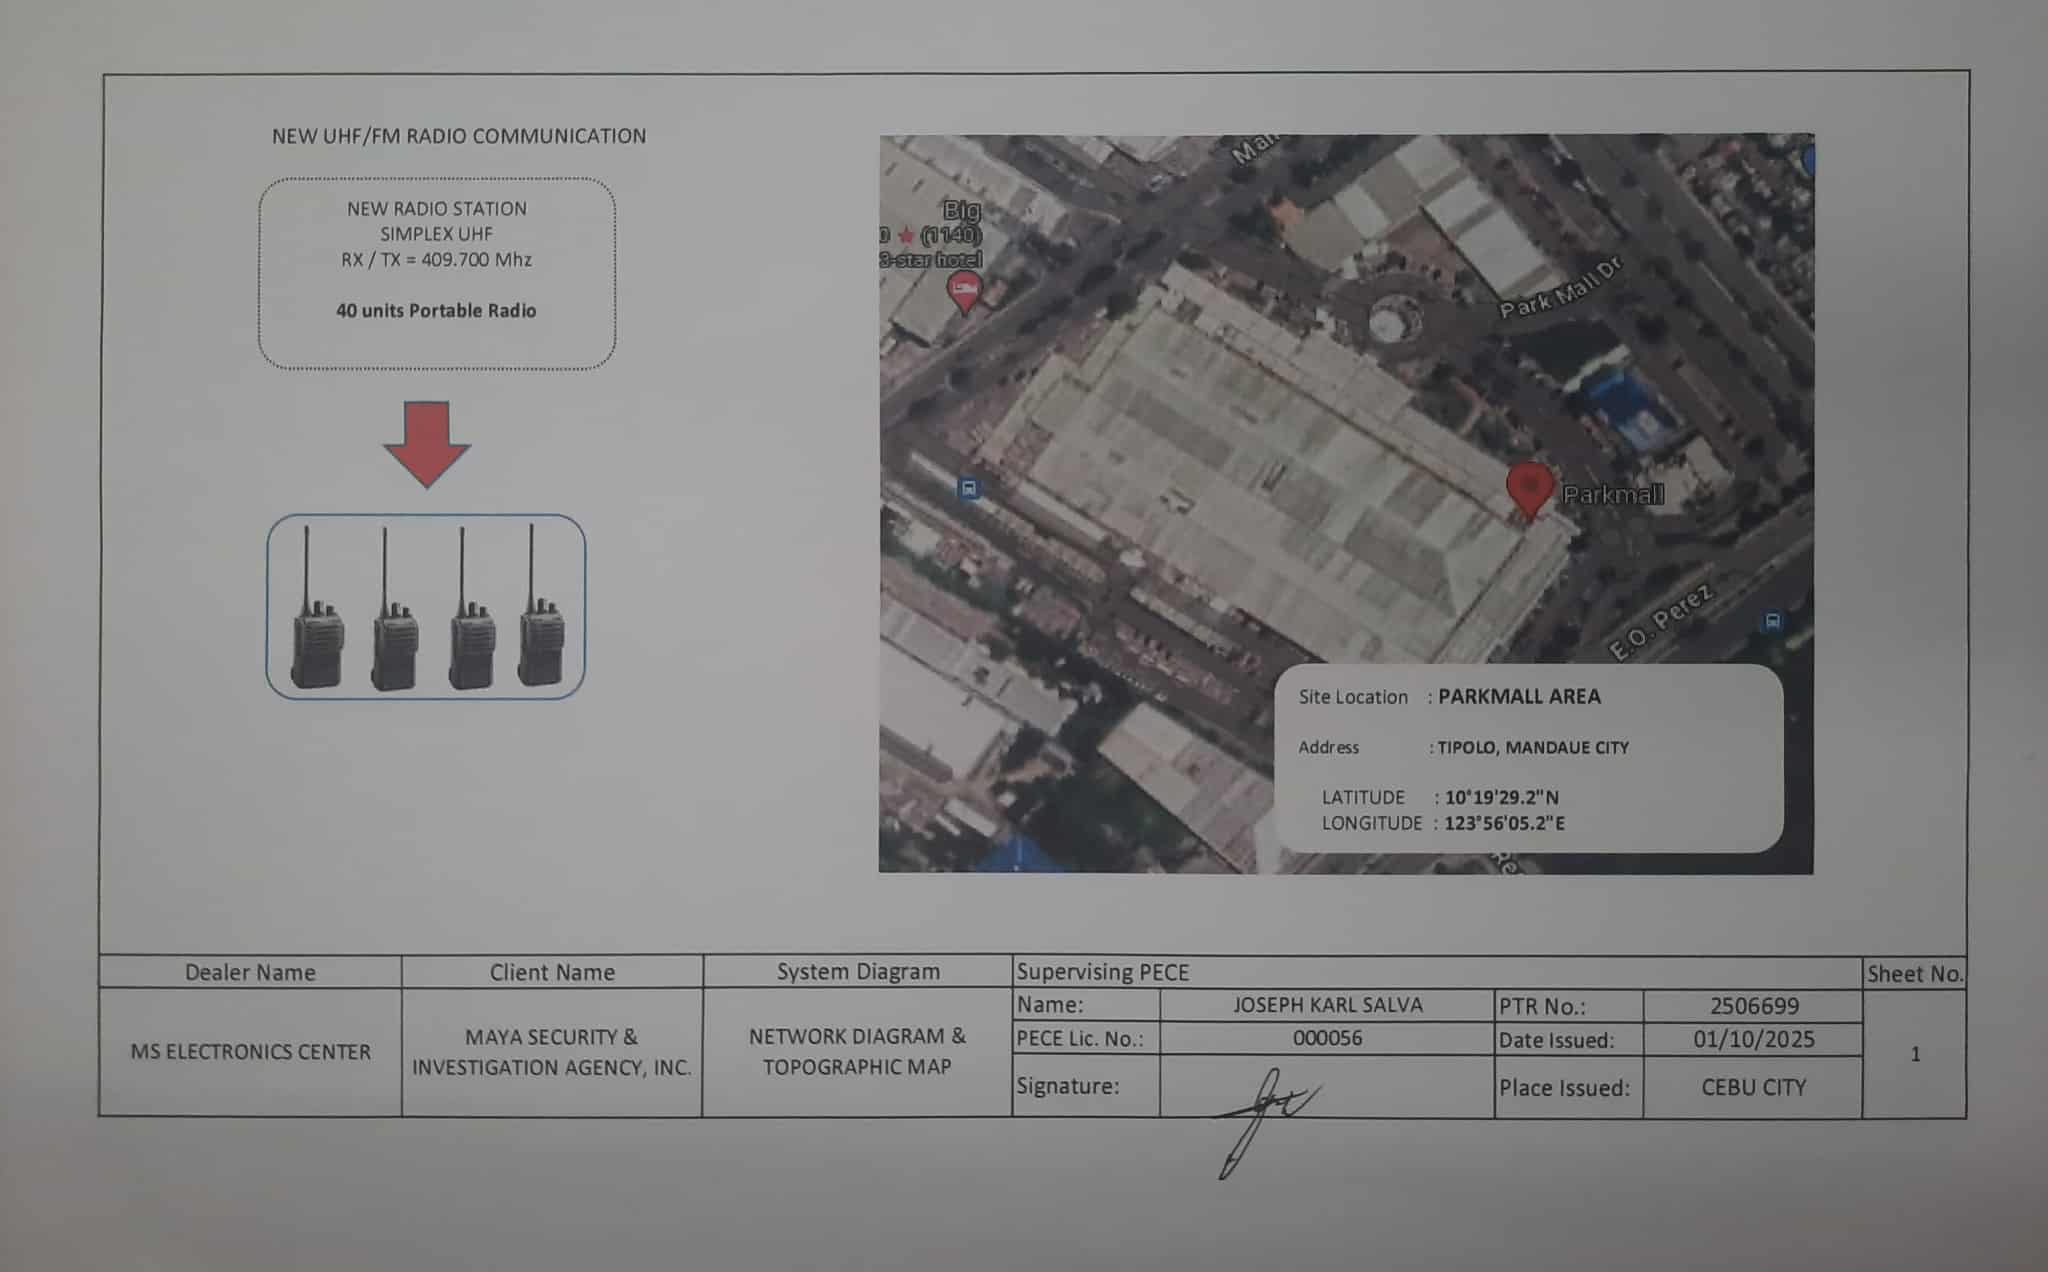 NEW UHF/FM RADIO COMMUNICATION
NEW RADIO STATION
SIMPLEX UHF
RX / TX = 409.700 Mhz
40 units Portable Radio
Man
Big
(1140)
3-star hotel
Park Mall Dr
Parkmall
E.O. Perez
Site Location : PARKMALL AREA
Address : TIPOLO, MANDAUE CITY
LATITUDE : 10°19'29.2"N
LONGITUDE : 123°56'05.2"E
Dealer Name
MS ELECTRONICS CENTER
Client Name
MAYA SECURITY &
INVESTIGATION AGENCY, INC.
System Diagram
NETWORK DIAGRAM &
TOPOGRAPHIC MAP
Supervising PECE
Name: JOSEPH KARL SALVA
PECE Lic. No.: 000056
Signature:
PTR No.: 2506699
Date Issued: 01/10/2025
Place Issued: CEBU CITY
Sheet No.
1